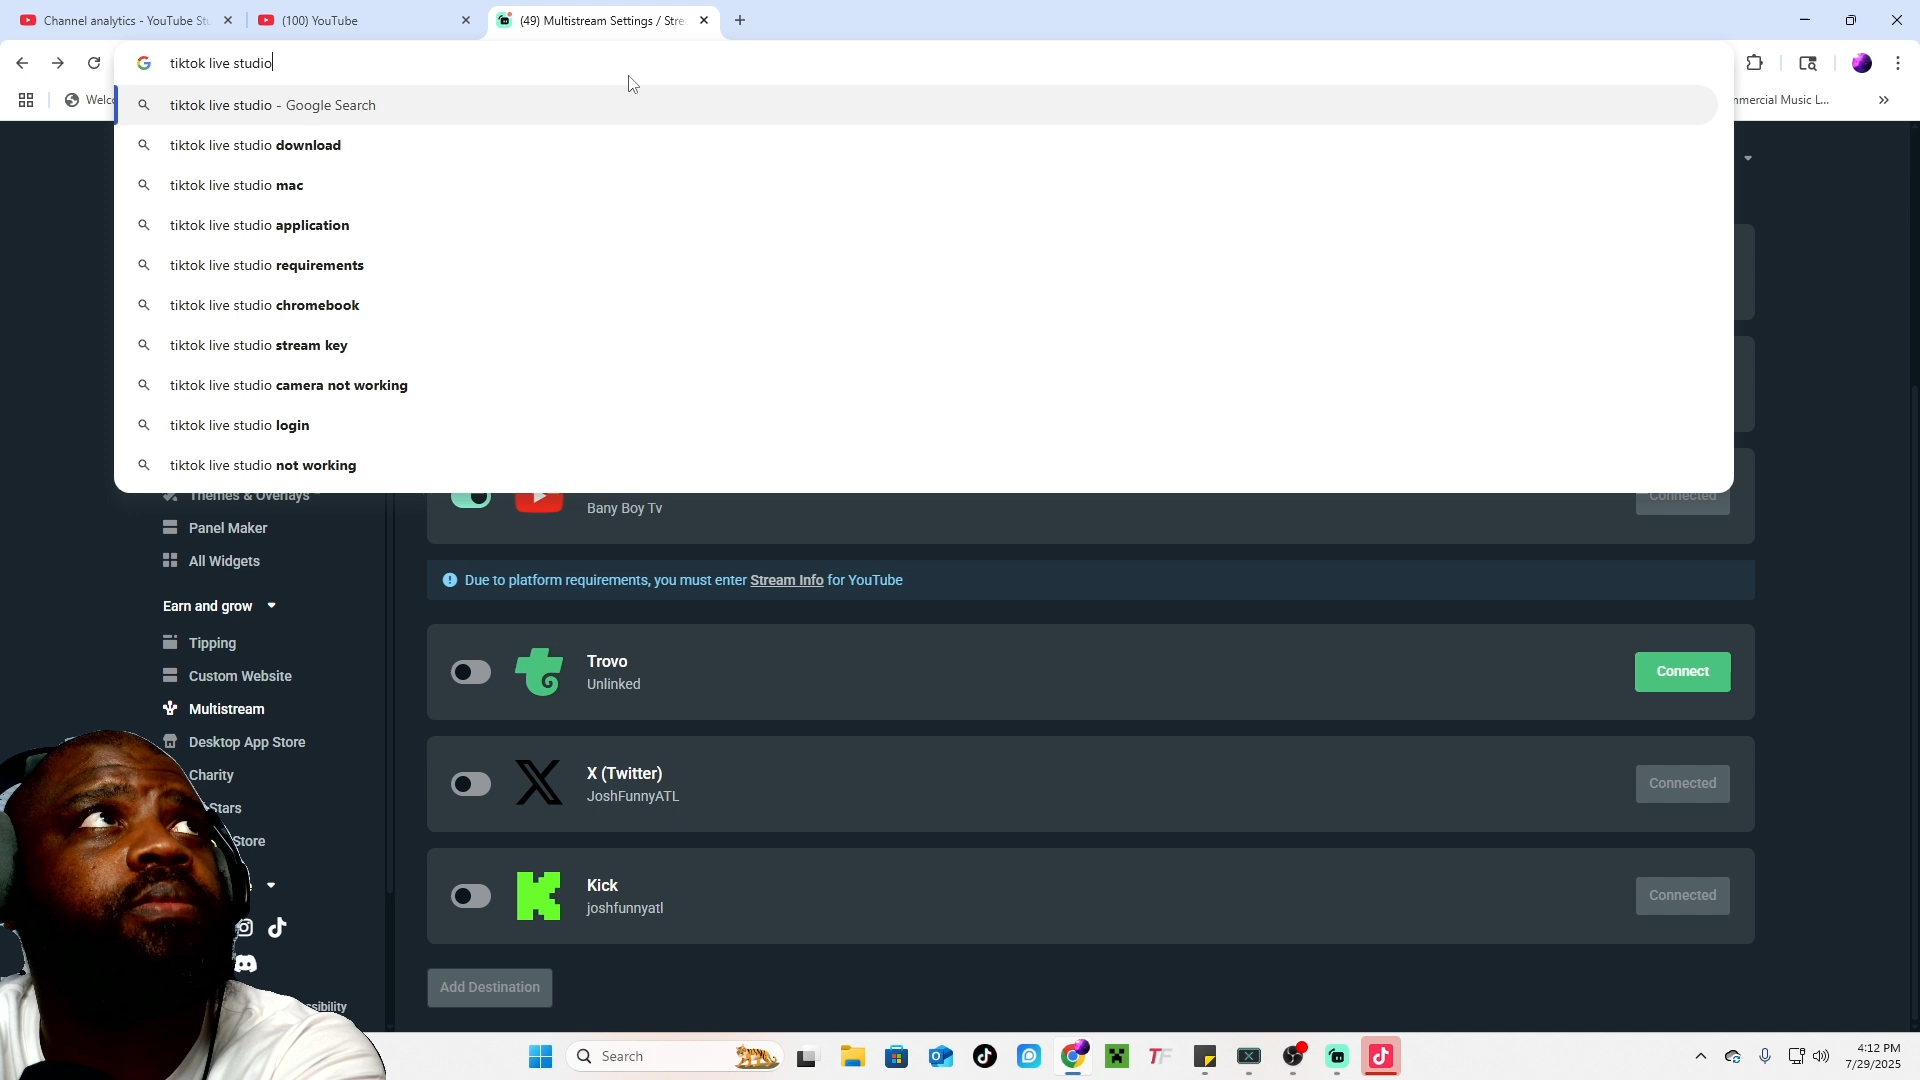 Channel analytics - YouTube Stu
(100) YouTube
(49) Multistream Settings / Stre
tiktok live studio
Welco
mmercial Music L...
tiktok live studio - Google Search
tiktok live studio download
tiktok live studio mac
tiktok live studio application
tiktok live studio requirements
tiktok live studio chromebook
tiktok live studio stream key
tiktok live studio camera not working
tiktok live studio login
tiktok live studio not working
Themes & Overlays
Connected
Bany Boy Tv
Panel Maker
All Widgets
Due to platform requirements, you must enter Stream Info for YouTube
Earn and grow
Tipping
Trovo
Unlinked
Connect
Custom Website
Multistream
Desktop App Store
Charity
Stars
Store
X (Twitter)
JoshFunnyATL
Connected
Kick
joshfunnyatl
Connected
Add Destination
ssibility
Search
TF
4:12 PM
7/29/2025